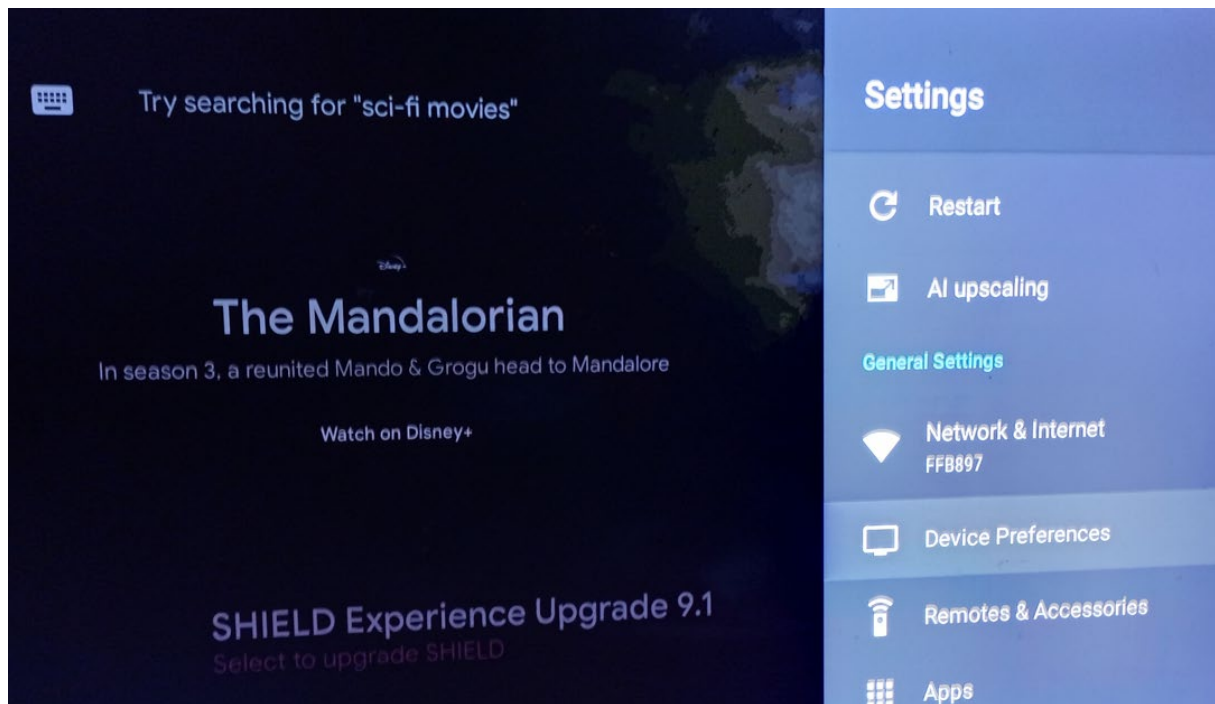 Try searching for "sci-fi movies"
Disney+
The Mandalorian
In season 3, a reunited Mando & Grogu head to Mandalore
Watch on Disney+
SHIELD Experience Upgrade 9.1
Select to upgrade SHIELD
Settings
Restart
AI upscaling
General Settings
Network & Internet
FFB897
Device Preferences
Remotes & Accessories
Apps